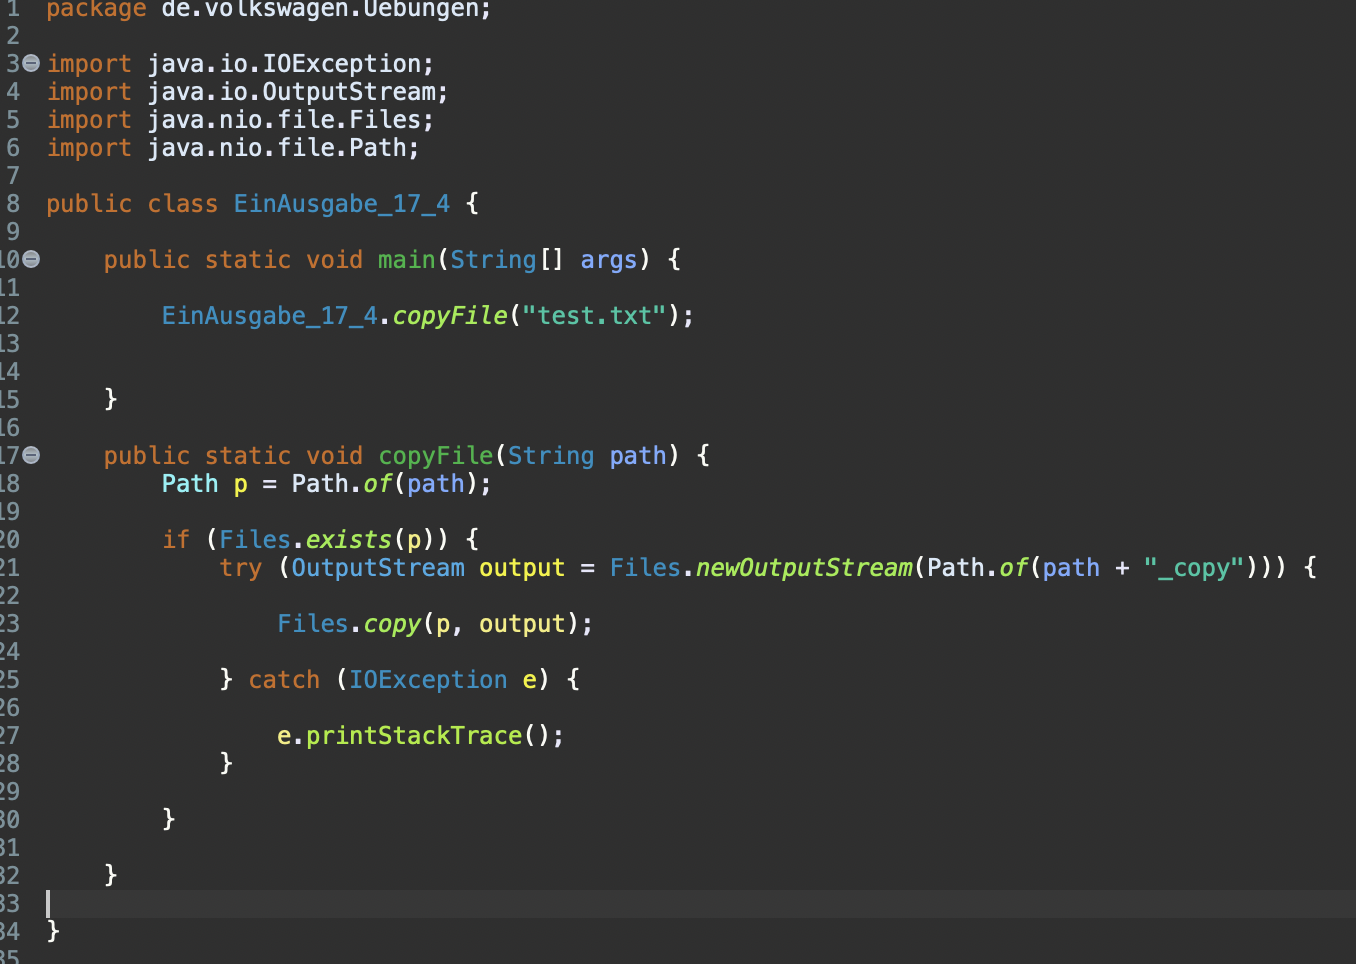 1 package de.volkswagen.Uebungen;
2
3 import java.io.IOException;
4 import java.io.OutputStream;
5 import java.nio.file.Files;
6 import java.nio.file.Path;
7
8 public class EinAusgabe_17_4 {
9
10 public static void main(String[] args) {
11
12 EinAusgabe_17_4.copyFile("test.txt");
13
14
15 }
16
17 public static void copyFile(String path) {
18 Path p = Path.of(path);
19
20 if (Files.exists(p)) {
21 try (OutputStream output = Files.newOutputStream(Path.of(path + "_copy"))) {
22
23 Files.copy(p, output);
24
25 } catch (IOException e) {
26
27 e.printStackTrace();
28 }
29
30 }
31
32 }
33
34 }
35